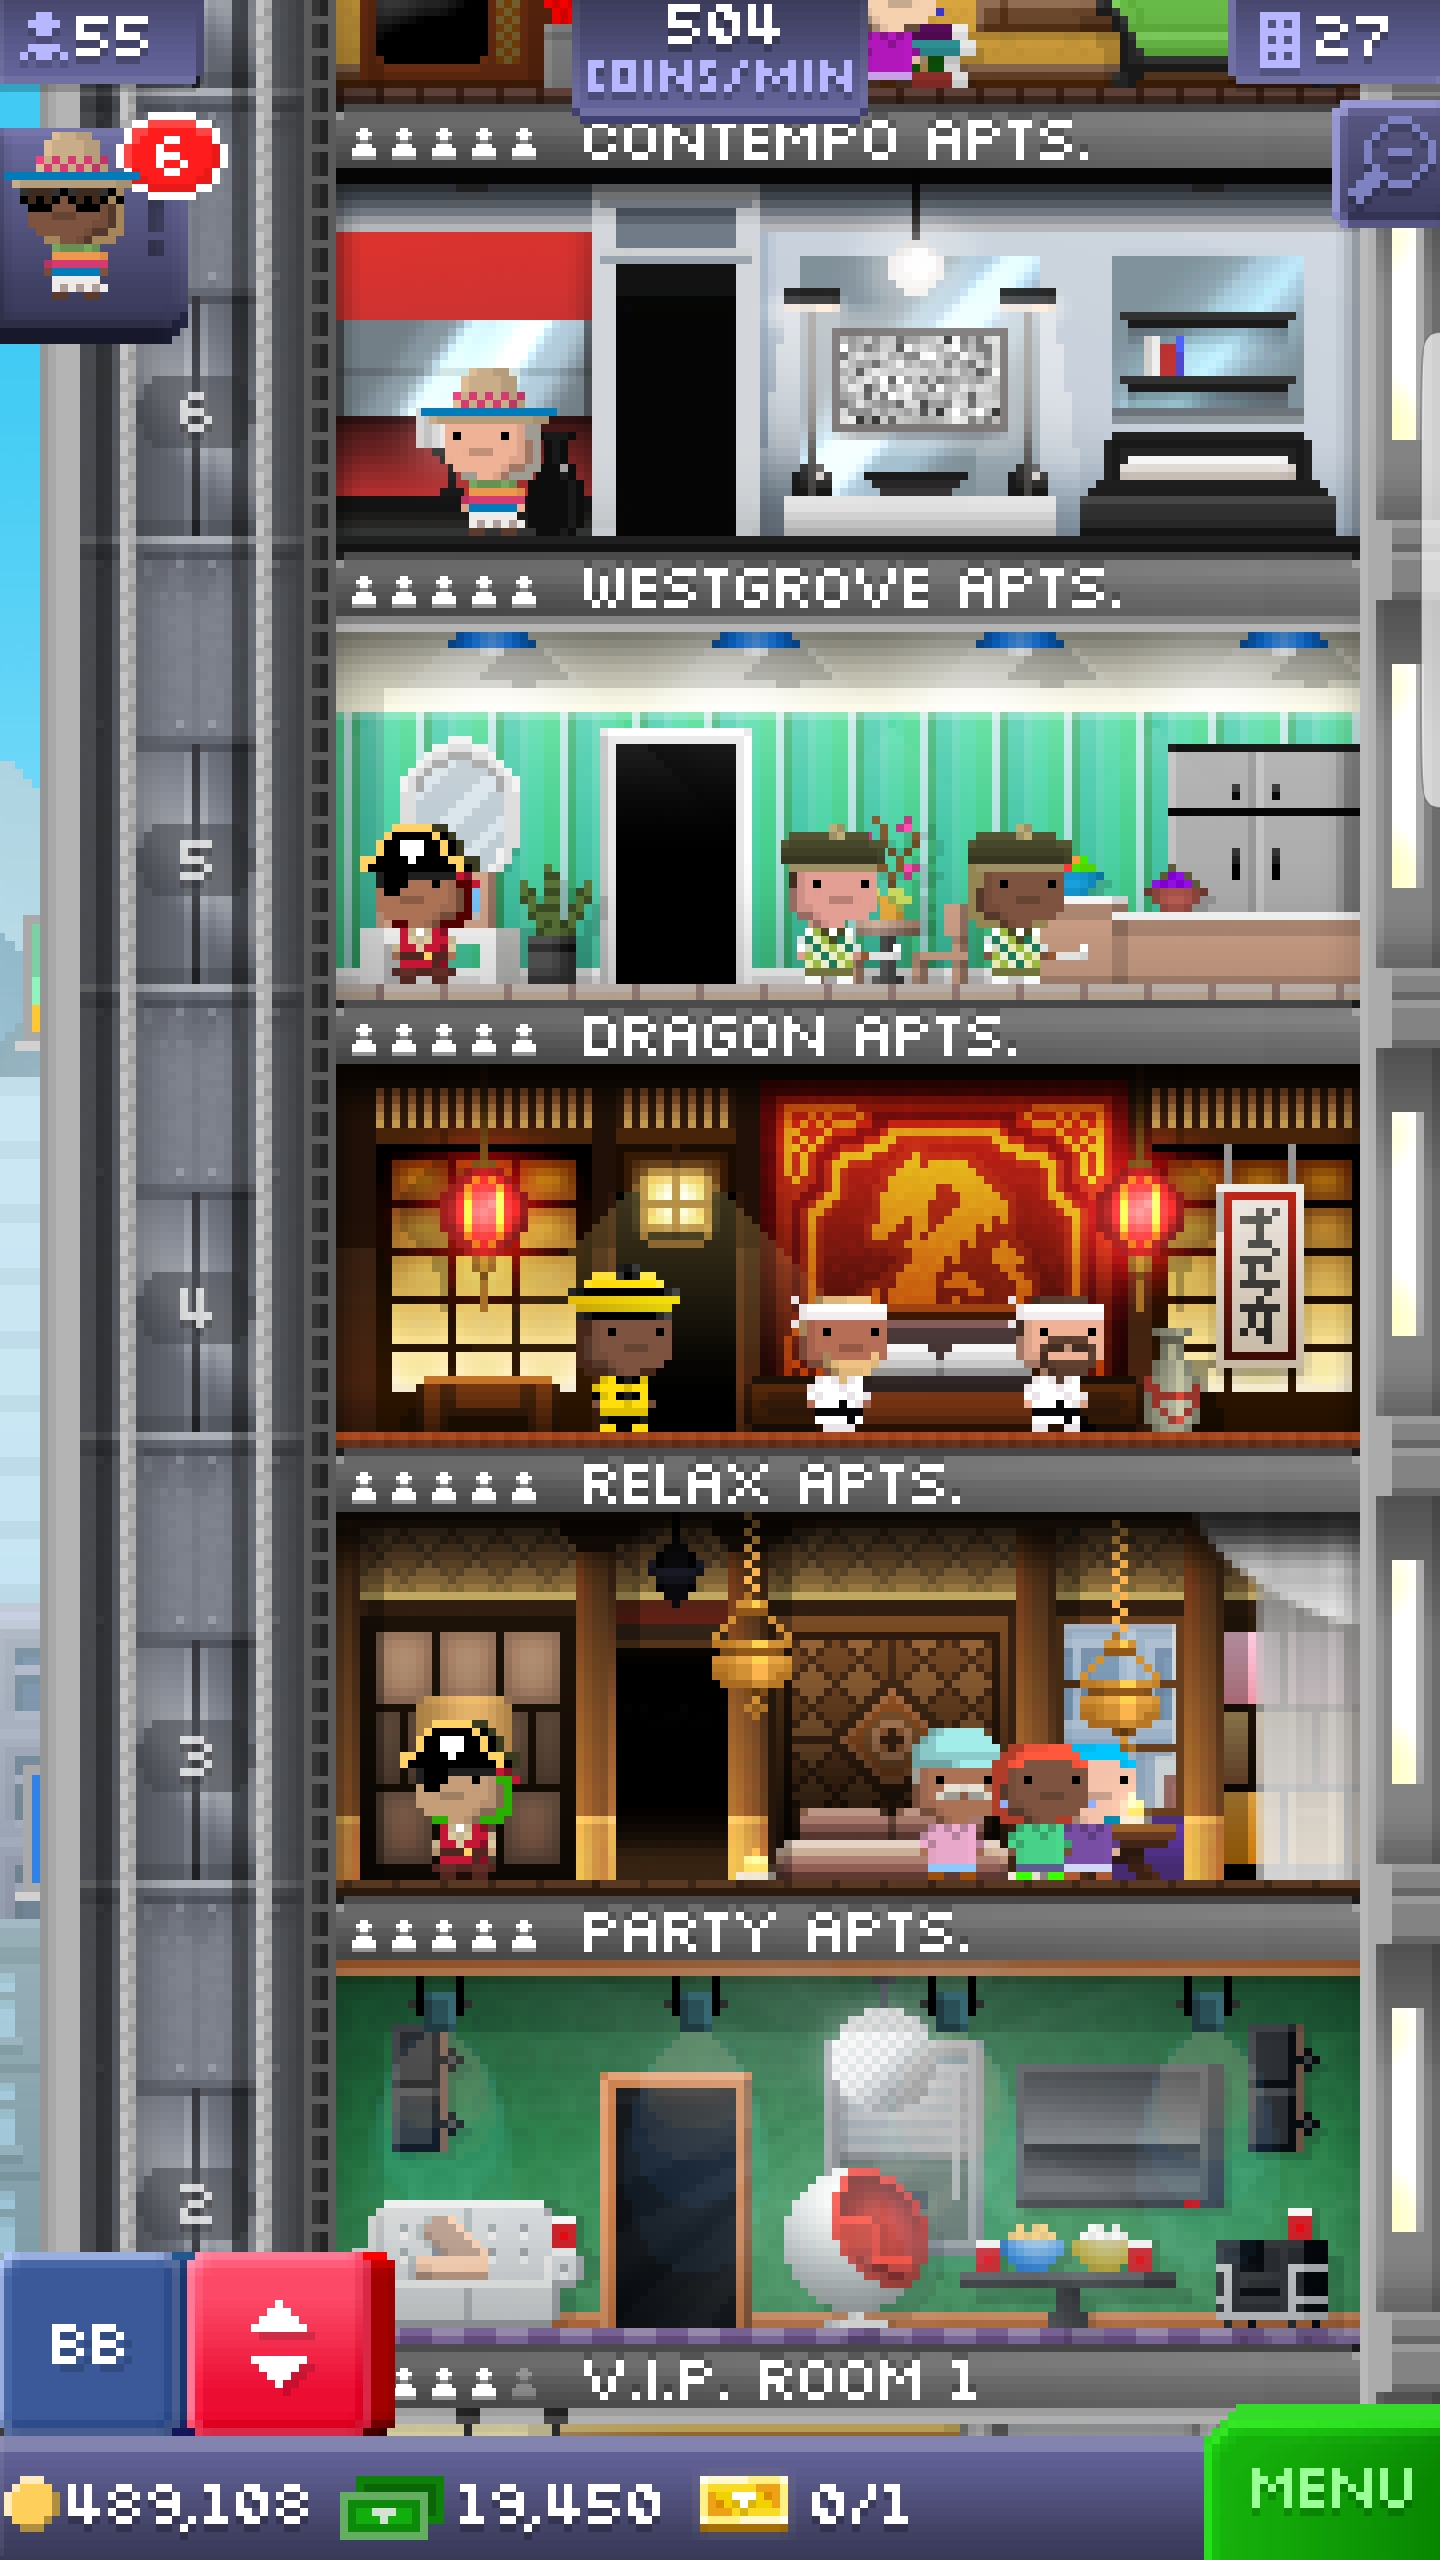 55
504
COINS/MIN
27
6
CONTEMPO APTS.
6
WESTGROVE APTS.
5
DRAGON APTS.
4
RELAX APTS.
3
PARTY APTS.
2
BB
V.I.P. ROOM 1
489,108
19,450
0/1
MENU